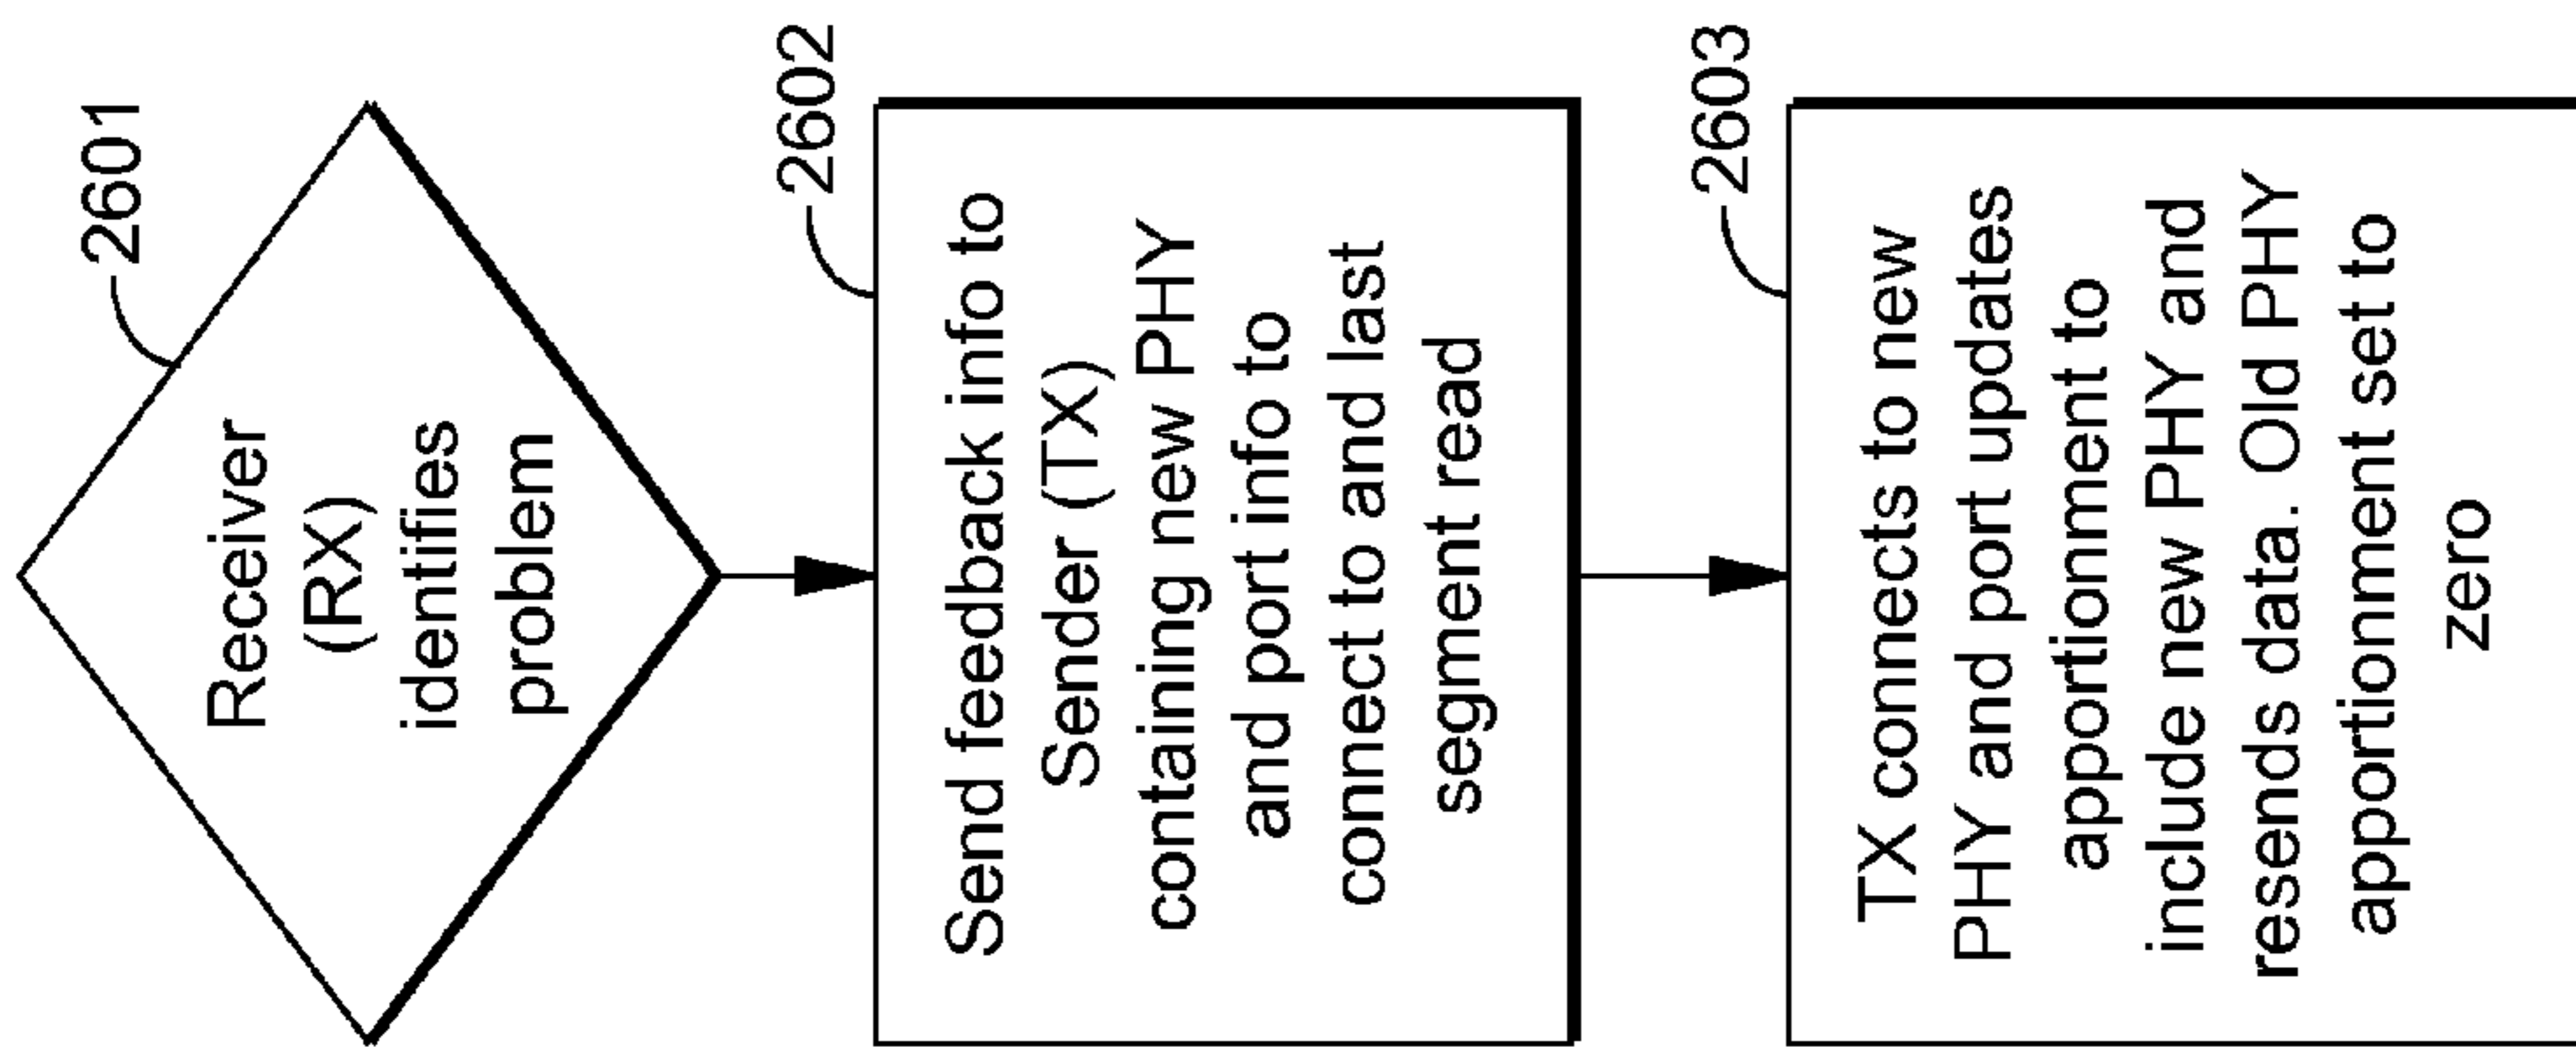 2601
Receiver
(RX)
identifies
problem
2602
Send feedback info to
Sender (TX)
containing new PHY
and port info to
connect to and last
segment read
2603
TX connects to new
PHY and port updates
apportionment to
include new PHY and
resends data. Old PHY
apportionment set to
zero